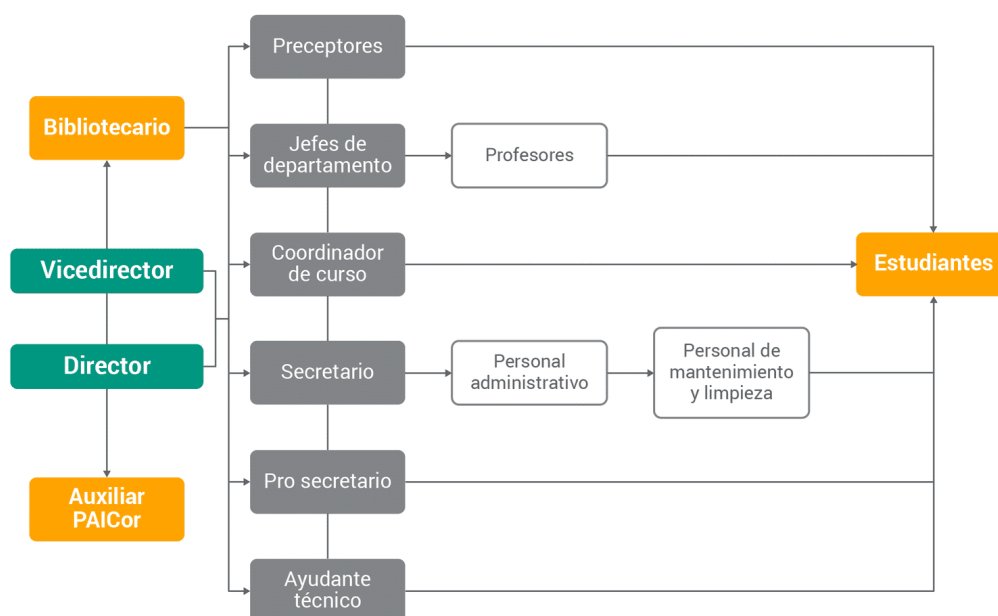 Preceptores
Bibliotecario
Jefes de
departamento
Profesores
Vicedirector
Coordinador
de curso
Estudiantes
Director
Secretario
Personal
administrativo
Personal de
mantenimiento
y limpieza
Auxiliar
PAICor
Pro secretario
Ayudante
técnico